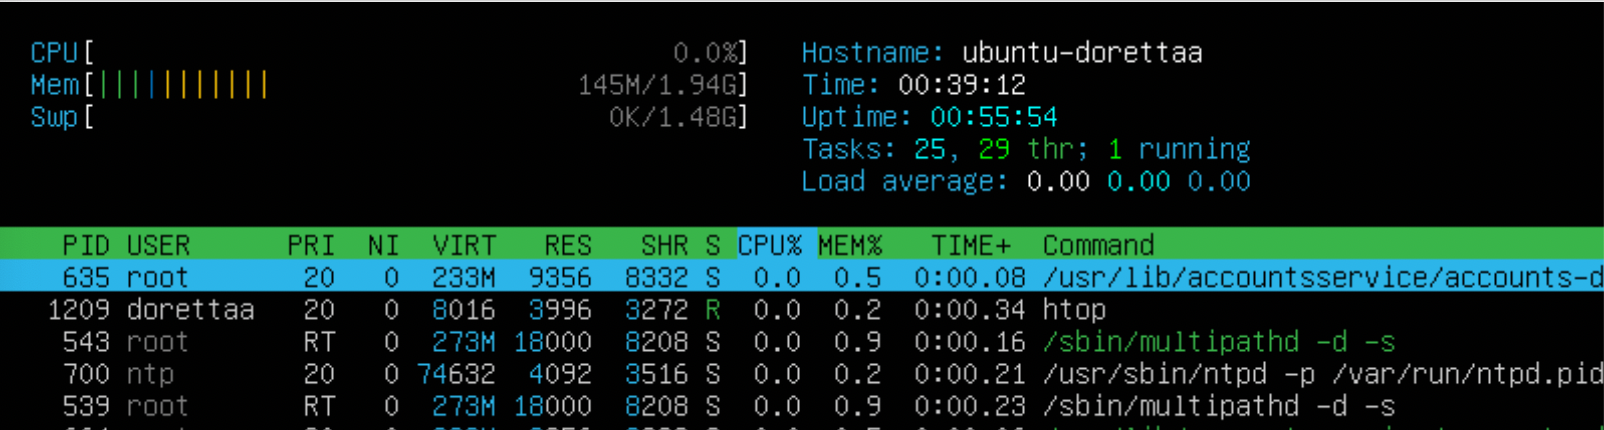 CPU[ 0.0%]
Mem[||||||||||| 145M/1.94G]
Swp[ 0K/1.48G]
Hostname: ubuntu-dorettaa
Time: 00:39:12
Uptime: 00:55:54
Tasks: 25, 29 thr; 1 running
Load average: 0.00 0.00 0.00
PID USER PRI NI VIRT RES SHR S CPU% MEM% TIME+ Command
635 root 20 0 233M 9356 8332 S 0.0 0.5 0:00.08 /usr/lib/accountsservice/accounts-d
1209 dorettaa 20 0 8016 3996 3272 R 0.0 0.2 0:00.34 htop
543 root RT 0 273M 18000 8208 S 0.0 0.9 0:00.16 /sbin/multipathd -d -s
700 ntp 20 0 74632 4092 3516 S 0.0 0.2 0:00.21 /usr/sbin/ntpd -p /var/run/ntpd.pid
539 root RT 0 273M 18000 8208 S 0.0 0.9 0:00.23 /sbin/multipathd -d -s